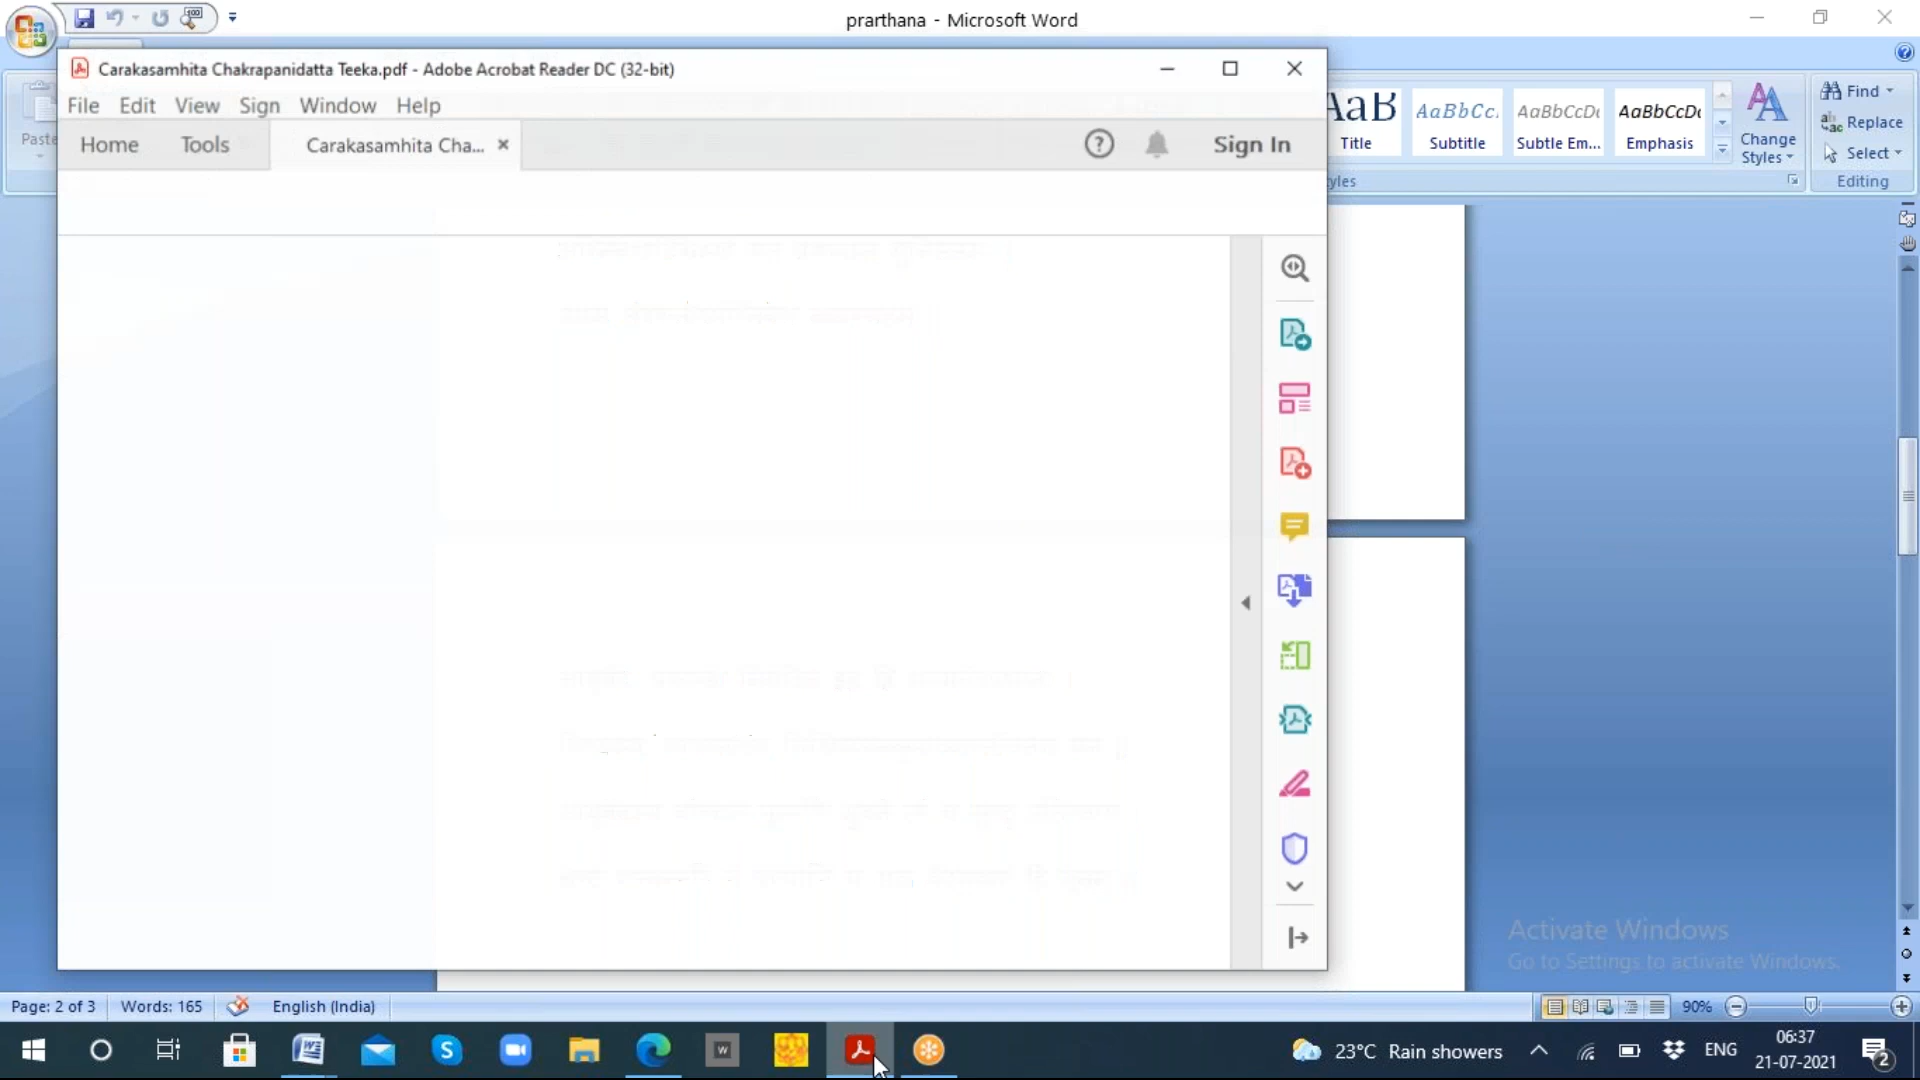 prarthana - Microsoft Word
Carakasamhita Chakrapanidatta Teeka.pdf - Adobe Acrobat Reader DC (32-bit)
File Edit View Sign Window Help
Home Tools Carakasamhita Cha... Sign In
Paste
AaB AaBbCc. AaBbCcDı AaBbCcDı
Title Subtitle Subtle Em... Emphasis
Change Styles
Find
Replace
Select
yles Editing
Activate Windows
Go to Settings to activate Windows.
Page: 2 of 3 Words: 165 English (India) 90%
23°C Rain showers ENG 06:37
21-07-2021 2